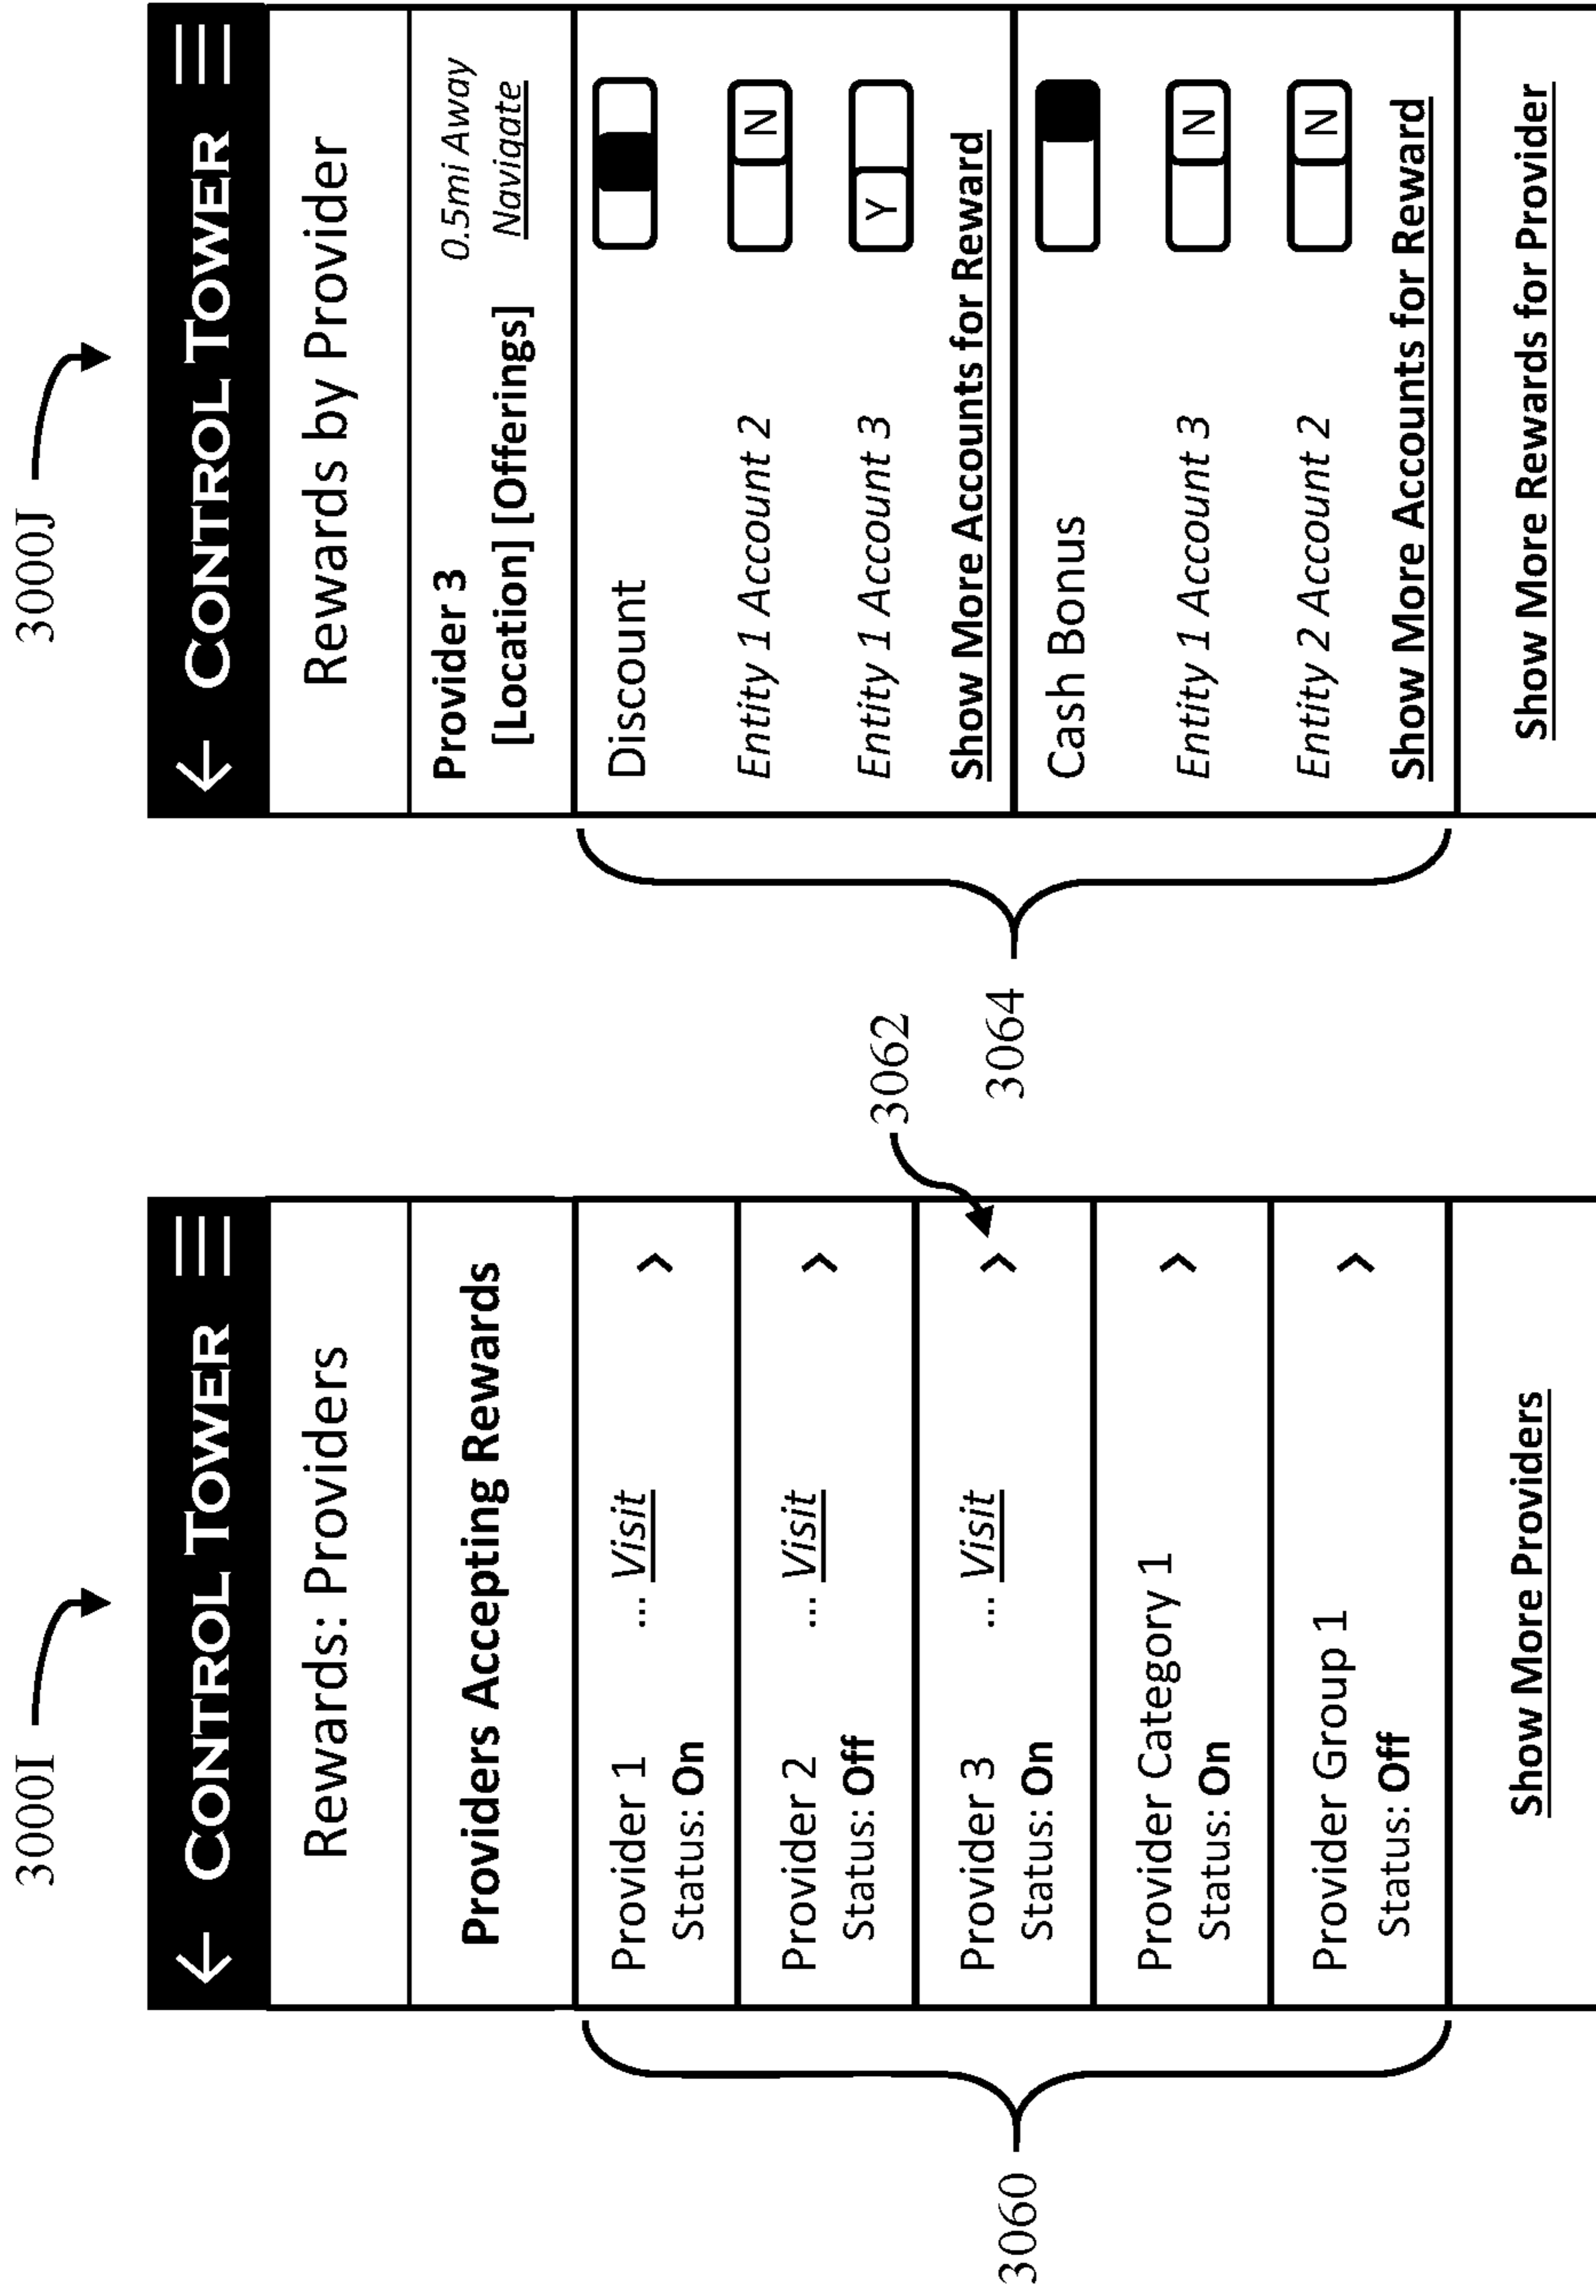 3000I
CONTROL TOWER
Rewards: Providers
Providers Accepting Rewards
Provider 1 ... Visit
Status: On
Provider 2 ... Visit
Status: Off
Provider 3 ... Visit
Status: On
Provider Category 1
Status: On
Provider Group 1
Status: Off
Show More Providers
3060
3062
3000J
CONTROL TOWER
Rewards by Provider
Provider 3 0.5mi Away
[Location] [Offerings] Navigate
Discount
Entity 1 Account 2 N
Entity 1 Account 3 Y
Show More Accounts for Reward
Cash Bonus
Entity 1 Account 3 N
Entity 2 Account 2 N
Show More Accounts for Reward
Show More Rewards for Provider
3064